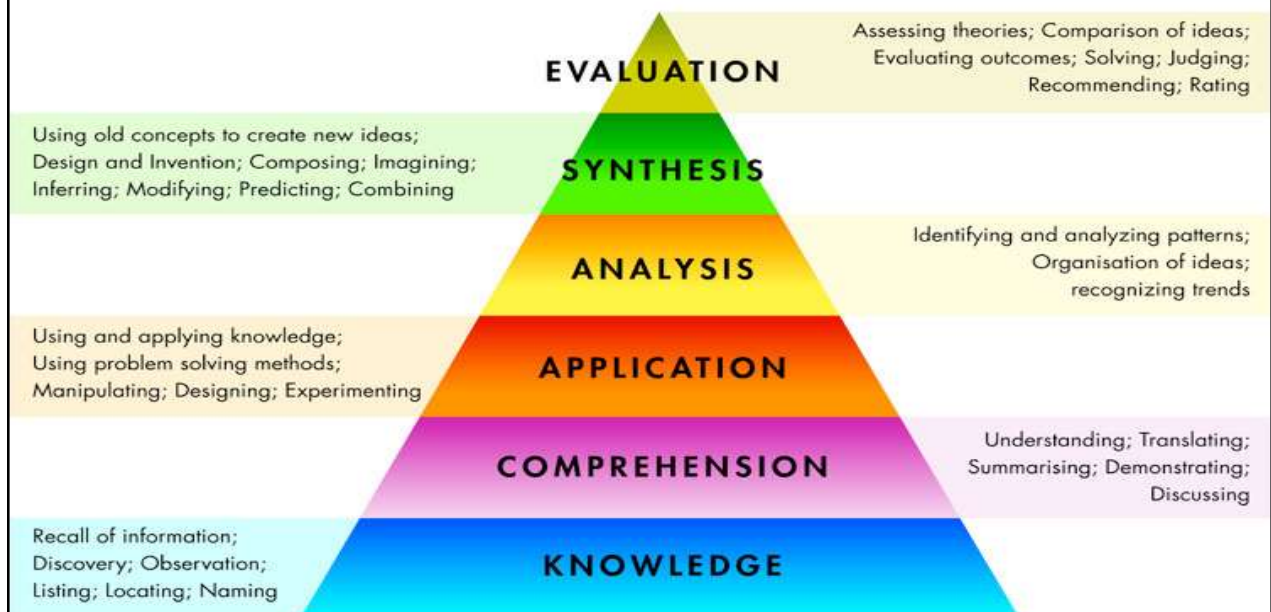 EVALUATION
Assessing theories; Comparison of ideas;
Evaluating outcomes; Solving; Judging;
Recommending; Rating
Using old concepts to create new ideas;
Design and Invention; Composing; Imagining;
Inferring; Modifying; Predicting; Combining
SYNTHESIS
ANALYSIS
Identifying and analyzing patterns;
Organisation of ideas;
recognizing trends
Using and applying knowledge;
Using problem solving methods;
Manipulating; Designing; Experimenting
APPLICATION
COMPREHENSION
Understanding; Translating;
Summarising; Demonstrating;
Discussing
Recall of information;
Discovery; Observation;
Listing; Locating; Naming
KNOWLEDGE